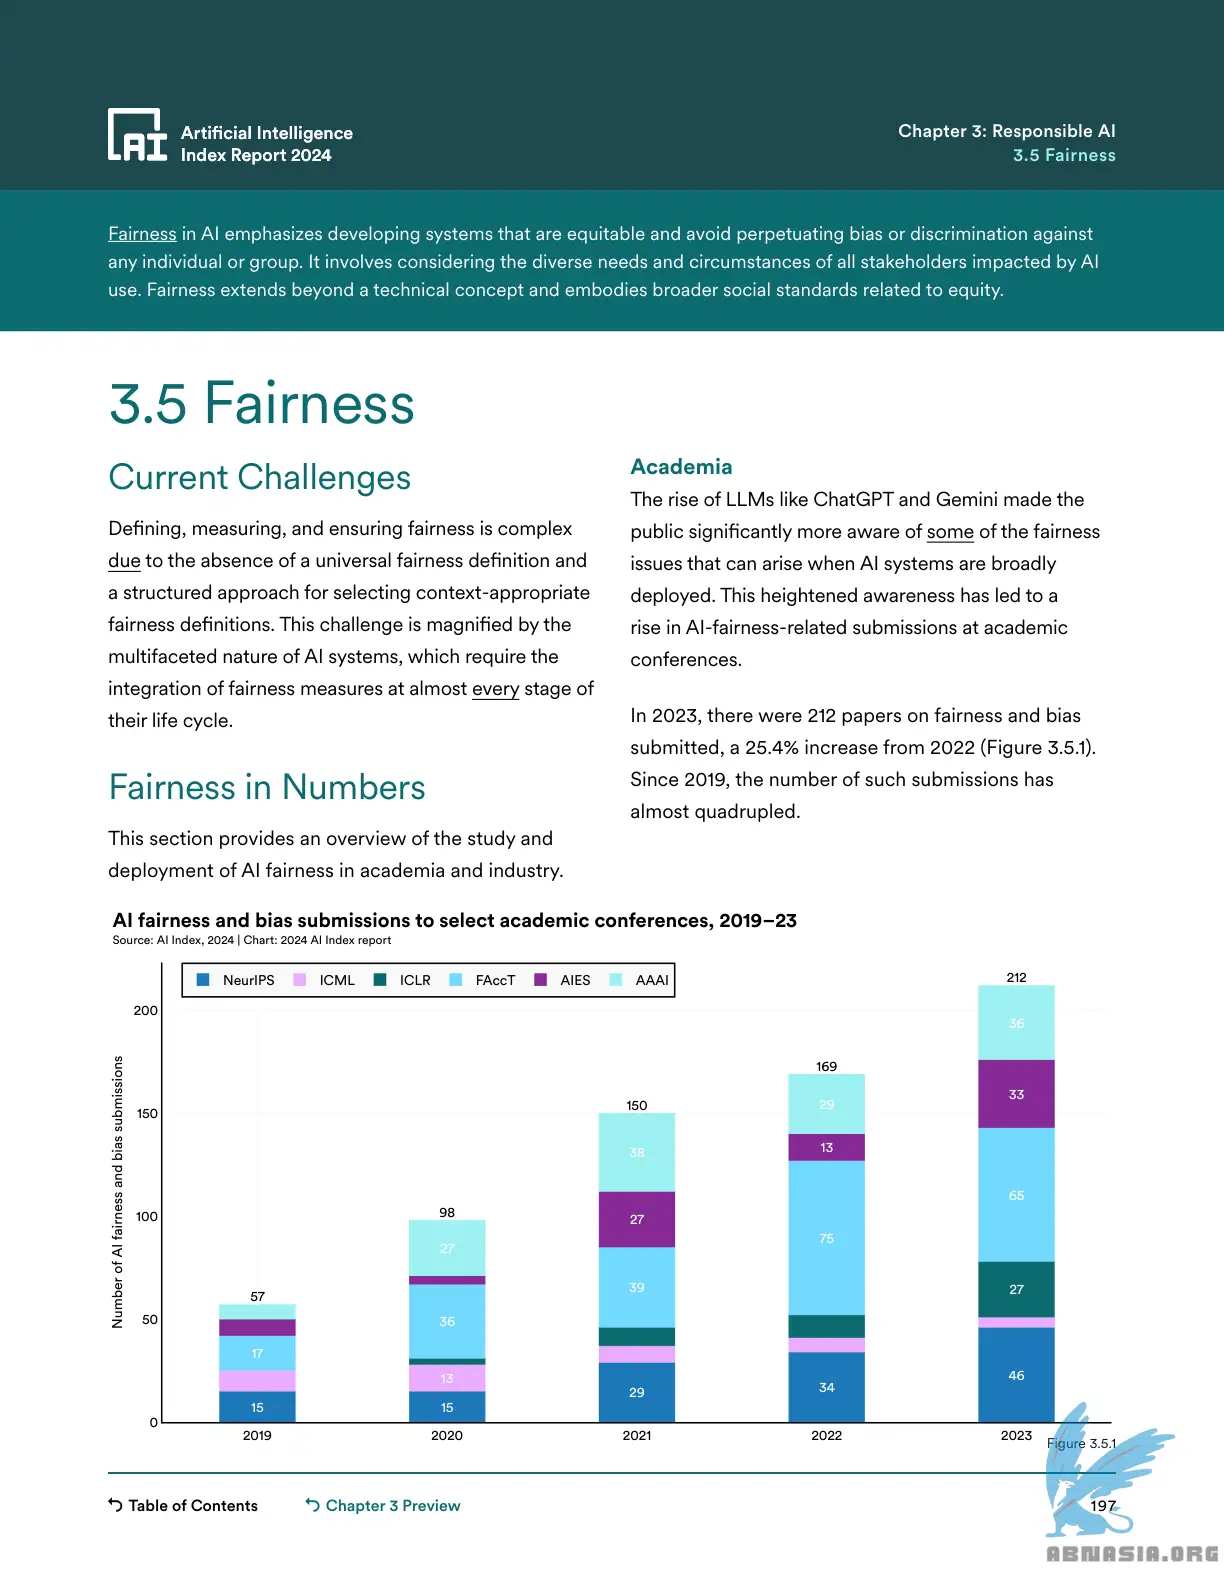 Artificial Intelligence
Index Report 2024
Chapter 3: Responsible AI
3.5 Fairness
Fairness in AI emphasizes developing systems that are equitable and avoid perpetuating bias or discrimination against
any individual or group. It involves considering the diverse needs and circumstances of all stakeholders impacted by AI
use. Fairness extends beyond a technical concept and embodies broader social standards related to equity.
3.5 Fairness
Current Challenges
Defining, measuring, and ensuring fairness is complex
due to the absence of a universal fairness definition and
a structured approach for selecting context-appropriate
fairness definitions. This challenge is magnified by the
multifaceted nature of AI systems, which require the
integration of fairness measures at almost every stage of
their life cycle.
Fairness in Numbers
This section provides an overview of the study and
deployment of AI fairness in academia and industry.
Academia
The rise of LLMs like ChatGPT and Gemini made the
public significantly more aware of some of the fairness
issues that can arise when AI systems are broadly
deployed. This heightened awareness has led to a
rise in AI-fairness-related submissions at academic
conferences.
In 2023, there were 212 papers on fairness and bias
submitted, a 25.4% increase from 2022 (Figure 3.5.1).
Since 2019, the number of such submissions has
almost quadrupled.
AI fairness and bias submissions to select academic conferences, 2019–23
Source: AI Index, 2024 | Chart: 2024 AI Index report
NeurIPS ICML ICLR FAccT AIES AAAI
Number of AI fairness and bias submissions
200
150
100
50
0
57
17
15
98
27
36
13
15
150
38
27
39
29
169
29
13
75
34
212
36
33
65
27
46
2019 2020 2021 2022 2023
Figure 3.5.1
Table of Contents
Chapter 3 Preview
197
ABNASIA.ORG